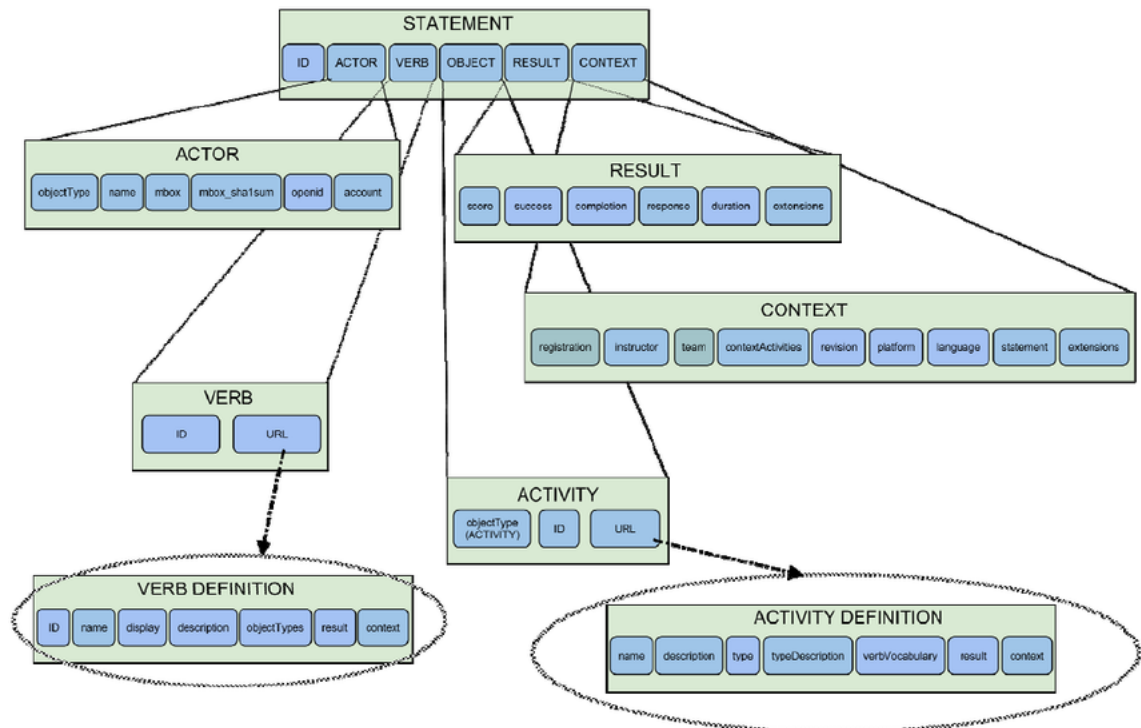 STATEMENT
ID ACTOR VERB OBJECT RESULT CONTEXT
ACTOR
objectType name mbox mbox_sha1sum openid account
RESULT
score success completion response duration extensions
CONTEXT
registration instructor team contextActivities revision platform language statement extensions
VERB
ID URL
ACTIVITY
objectType
(ACTIVITY)
ID URL
VERB DEFINITION
ID name display description objectTypes result context
ACTIVITY DEFINITION
name description type typeDescription verbVocabulary result context